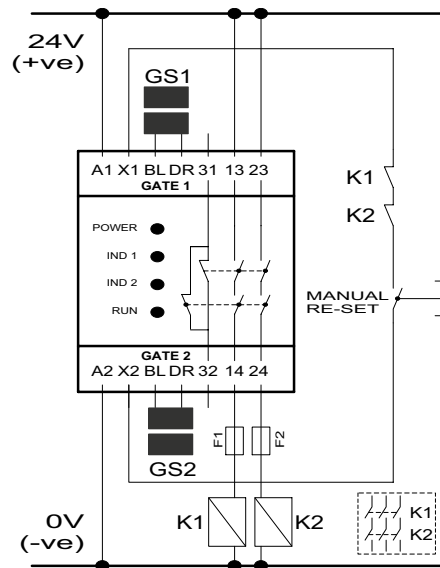 24V
(+ve)
GS1
A1 X1 BL DR 31 13 23
GATE 1
K1
K2
POWER
IND 1
IND 2
RUN
MANUAL
RE-SET
GATE 2
A2 X2 BL DR 32 14 24
F1
F2
GS2
0V
(-ve)
K1
K2
K1
K2